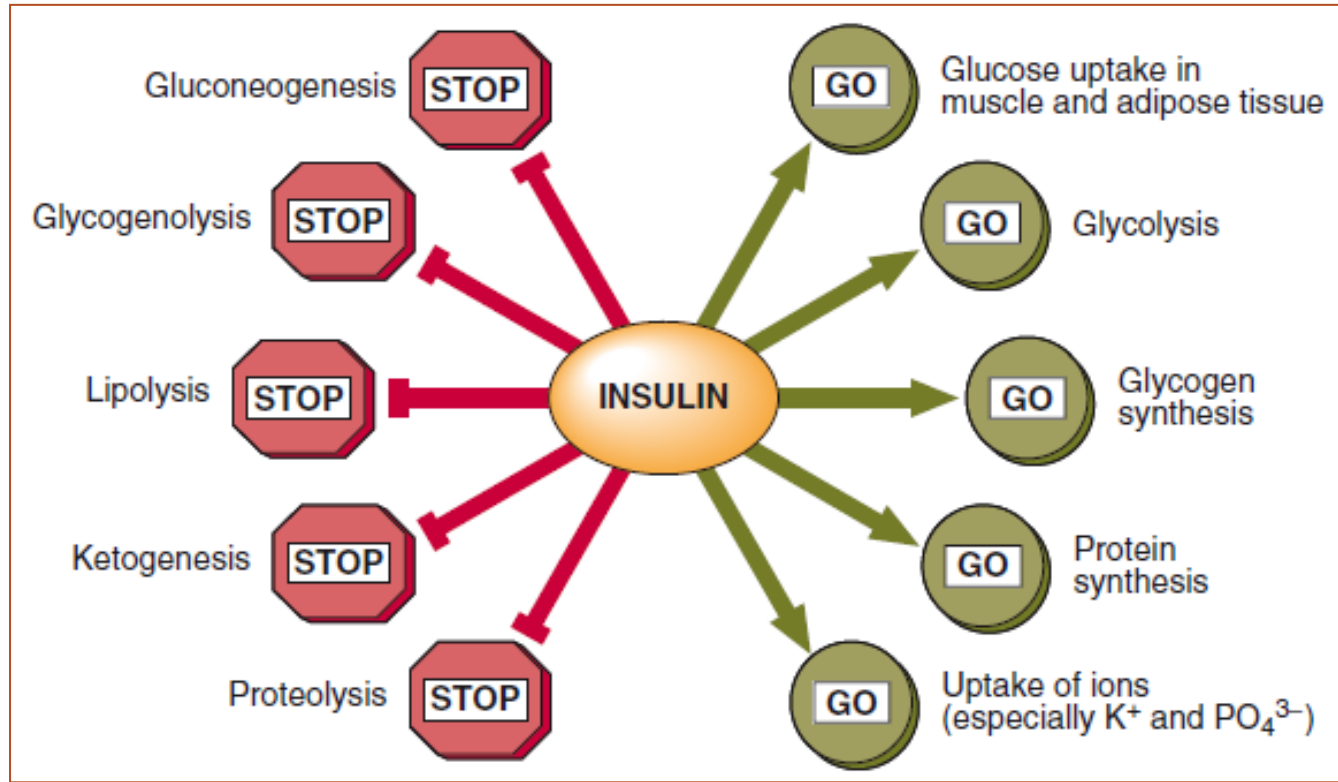 Gluconeogenesis STOP
GO Glucose uptake in
muscle and adipose tissue
Glycogenolysis STOP
GO Glycolysis
Lipolysis STOP
INSULIN
GO Glycogen
synthesis
Ketogenesis STOP
GO Protein
synthesis
Proteolysis STOP
GO Uptake of ions
(especially K⁺ and PO₄³⁻)